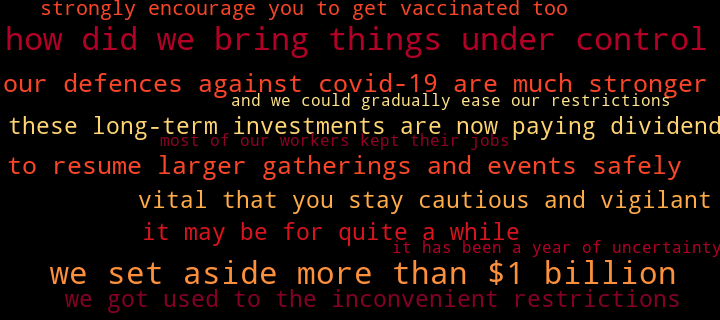 strongly encourage you to get vaccinated too
how did we bring things under control
our defences against covid-19 are much stronger
and we could gradually ease our restrictions
these long-term investments are now paying dividend
most of our workers kept their jobs
to resume larger gatherings and events safely
vital that you stay cautious and vigilant
it may be for quite a while
it has been a year of uncertainty
we set aside more than $1 billion
we got used to the inconvenient restrictions